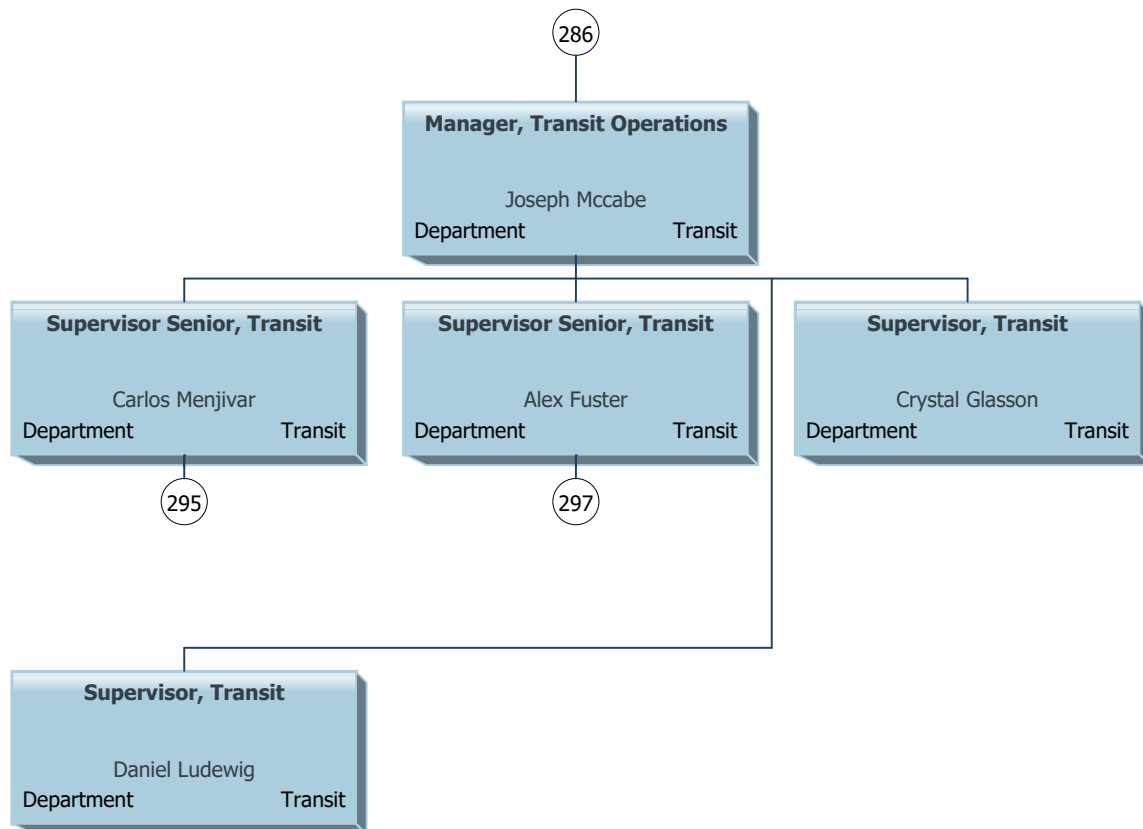 286
Manager, Transit Operations
Joseph Mccabe
Department Transit
Supervisor Senior, Transit
Carlos Menjivar
Department Transit
295
Supervisor Senior, Transit
Alex Fuster
Department Transit
297
Supervisor, Transit
Crystal Glasson
Department Transit
Supervisor, Transit
Daniel Ludewig
Department Transit